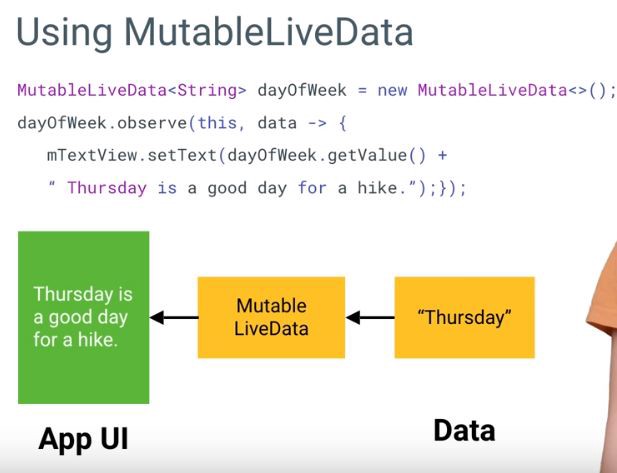 Using MutableLiveData
MutableLiveData<String> dayOfWeek = new MutableLiveData<>();
dayOfWeek.observe(this, data -> {
mTextView.setText(dayOfWeek.getValue() +
“ Thursday is a good day for a hike.”);});
Thursday is
a good day
for a hike.
Mutable
LiveData
“Thursday”
App UI
Data